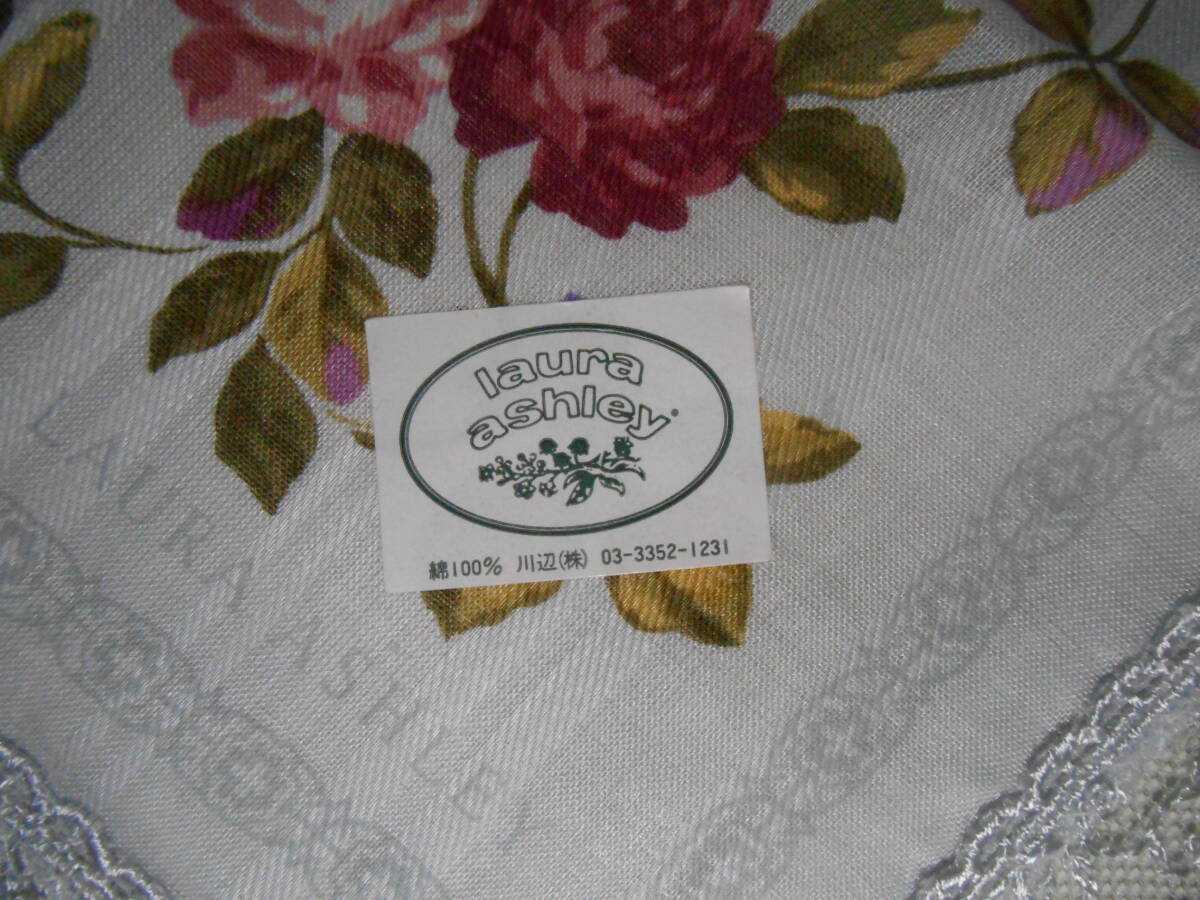 laura
ashley
綿100% 川辺(株) 03-3352-1231
LAURA ASHLEY